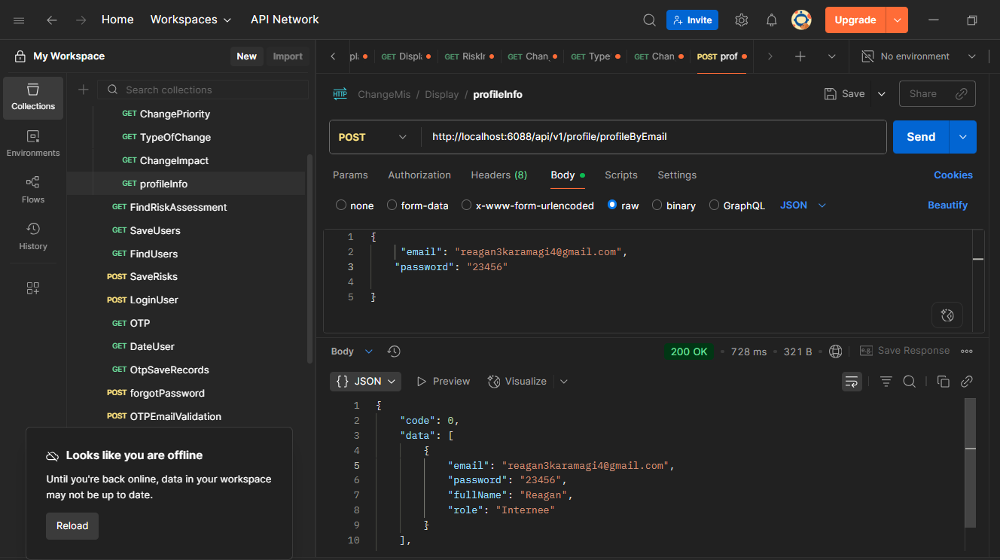 Home Workspaces API Network Invite Upgrade
My Workspace New Import
GET Displ GET RiskIn GET Chan GET Type GET Chan POST prof No environment
Collections
Environments
Flows
History
Search collections
GET ChangePriority
GET TypeOfChange
GET ChangeImpact
GET profileInfo
GET FindRiskAssessment
GET SaveUsers
GET FindUsers
POST SaveRisks
POST LoginUser
GET OTP
GET DateUser
GET OtpSaveRecords
POST forgotPassword
POST OTPEmailValidation
Looks like you are offline
Until you're back online, data in your workspace
may not be up to date.
Reload
HTTP ChangeMis / Display / profileInfo Save Share
POST http://localhost:6088/api/v1/profile/profileByEmail Send
Params Authorization Headers (8) Body Scripts Settings Cookies
none form-data x-www-form-urlencoded raw binary GraphQL JSON Beautify
1 {
2 "email": "reagan3karamagi4@gmail.com",
3 "password": "23456"
4
5 }
Body 200 OK 728 ms 321 B e.g. Save Response
{} JSON Preview Visualize
1 {
2 "code": 0,
3 "data": [
4 {
5 "email": "reagan3karamagi4@gmail.com",
6 "password": "23456",
7 "fullName": "Reagan",
8 "role": "Internee"
9 }
10 ],